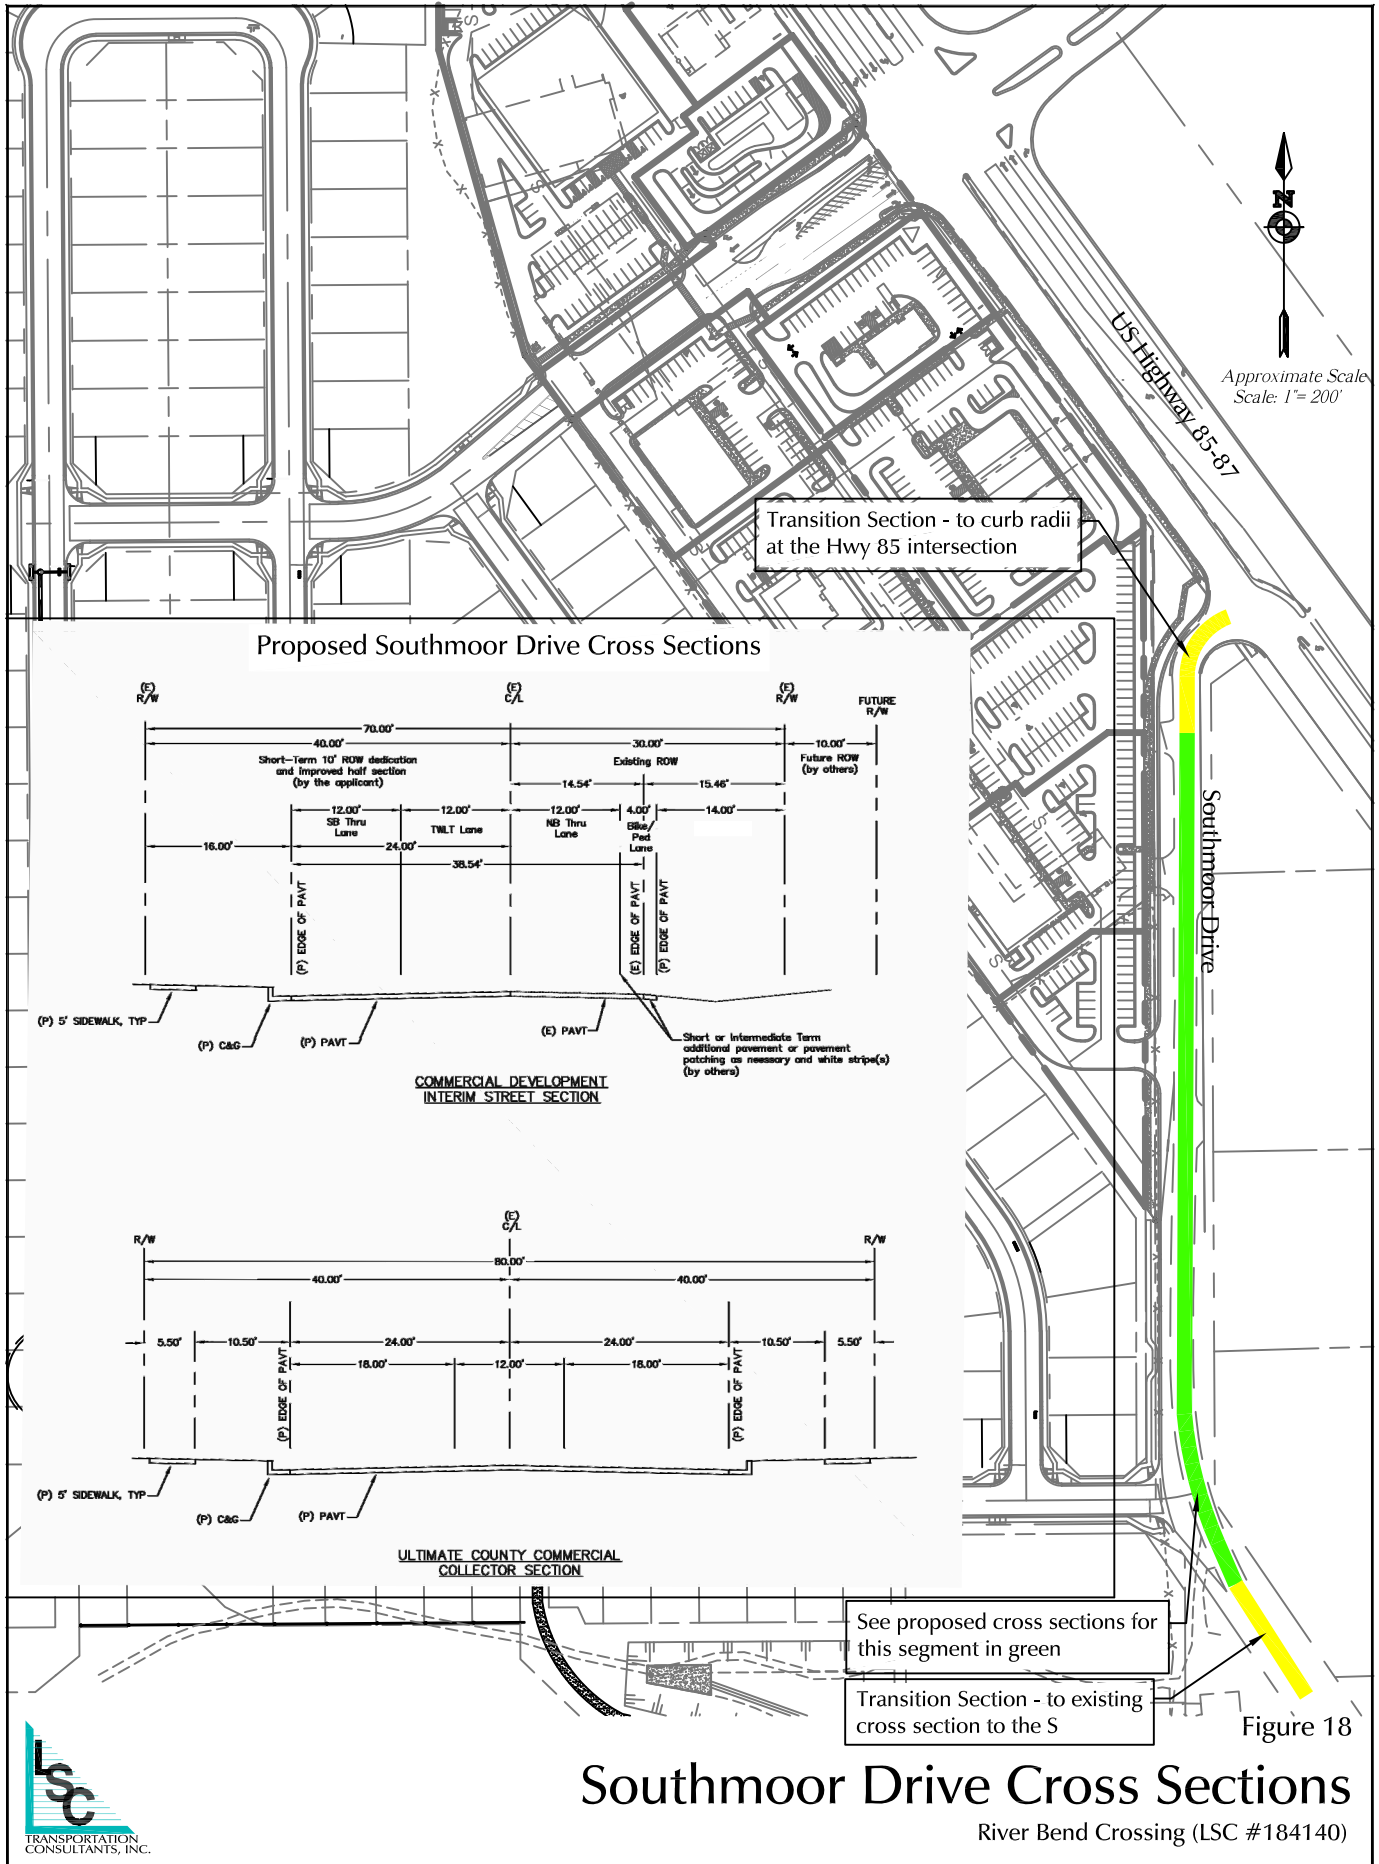 N
Approximate Scale
Scale: 1"= 200'
US Highway 85-87
Transition Section - to curb radii
at the Hwy 85 intersection
Southmoor Drive
Proposed Southmoor Drive Cross Sections
(E)
R/W
(E)
C/L
(E)
R/W
FUTURE
R/W
70.00'
40.00'
30.00'
10.00'
Short-Term 10' ROW dedication
and improved half section
(by the applicant)
Existing ROW
Future ROW
(by others)
14.54'
15.46'
12.00'
12.00'
12.00'
4.00'
14.00'
SB Thru
Lane
TWLT Lane
NB Thru
Lane
Bike/
Ped
Lane
16.00'
24.00'
38.54'
(P) EDGE OF PAVT
(E) EDGE OF PAVT
(P) EDGE OF PAVT
(P) 5' SIDEWALK, TYP
(P) C&G
(P) PAVT
(E) PAVT
Short or Intermediate Term
additional pavement or pavement
patching as nessary and white stripe(s)
(by others)
COMMERCIAL DEVELOPMENT
INTERIM STREET SECTION
(E)
C/L
R/W
R/W
80.00'
40.00'
40.00'
5.50'
10.50'
24.00'
24.00'
10.50'
5.50'
18.00'
12.00'
18.00'
(P) EDGE OF PAVT
(P) EDGE OF PAVT
(P) 5' SIDEWALK, TYP
(P) C&G
(P) PAVT
ULTIMATE COUNTY COMMERCIAL
COLLECTOR SECTION
See proposed cross sections for
this segment in green
Transition Section - to existing
cross section to the S
Figure 18
Southmoor Drive Cross Sections
River Bend Crossing (LSC #184140)
LSC
TRANSPORTATION
CONSULTANTS, INC.